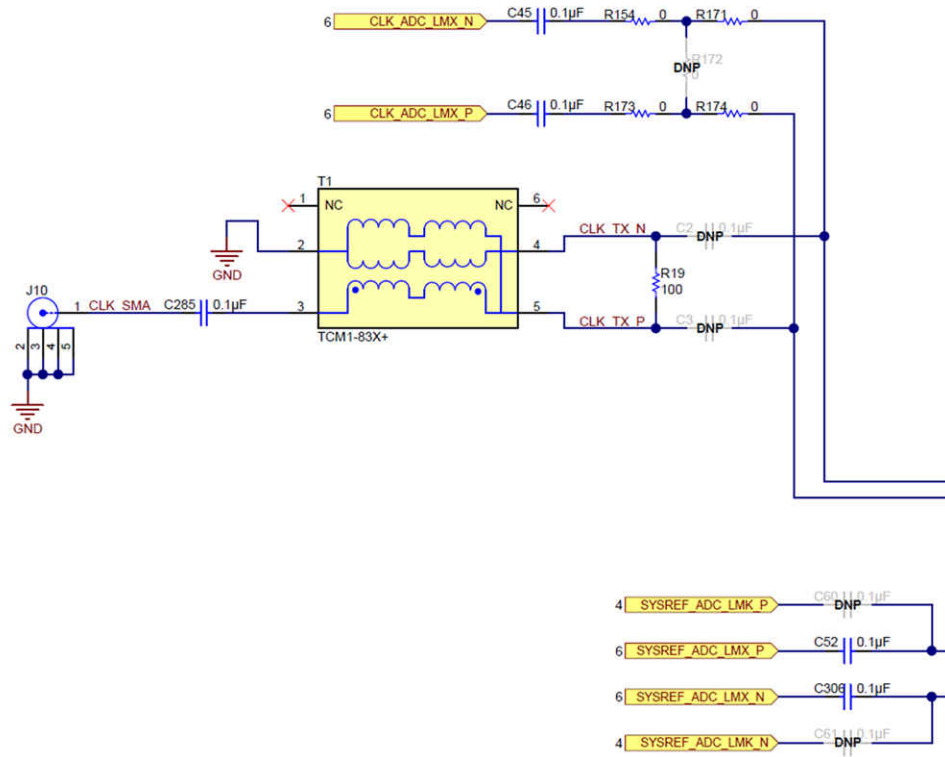 6 CLK_ADC_LMX_N C45 0.1µF R154 0 R171 0
DNP R172 0
6 CLK_ADC_LMX_P C46 0.1µF R173 0 R174 0
T1
1 NC NC 6
2 4 CLK_TX_N C2 DNP 0.1µF
GND
R19
100
J10
1 CLK_SMA C285 0.1µF 3 5 CLK_TX_P C3 DNP 0.1µF
TCM1-83X+
2 3 4 5
GND
4 SYSREF_ADC_LMK_P C60 DNP 0.1µF
6 SYSREF_ADC_LMX_P C52 0.1µF
6 SYSREF_ADC_LMX_N C306 0.1µF
4 SYSREF_ADC_LMK_N C61 DNP 0.1µF